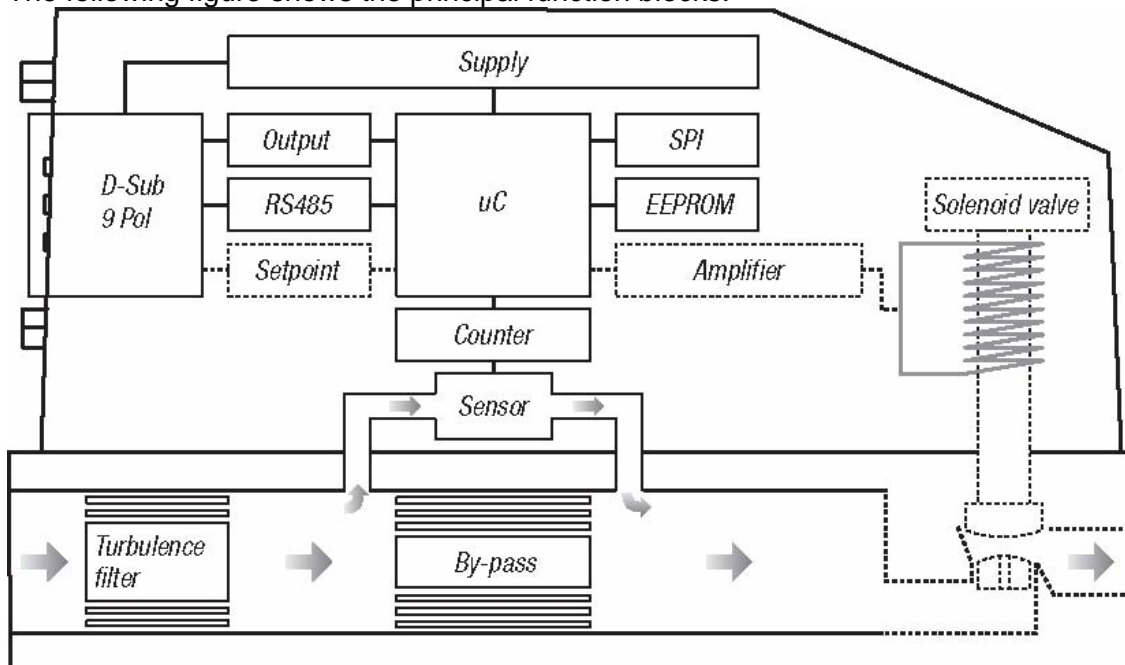 The following figure shows the principal function blocks.
Supply
Output
SPI
D-Sub
9 Pol
RS485
uC
EEPROM
Solenoid valve
Setpoint
Amplifier
Counter
Sensor
Turbulence
filter
By-pass